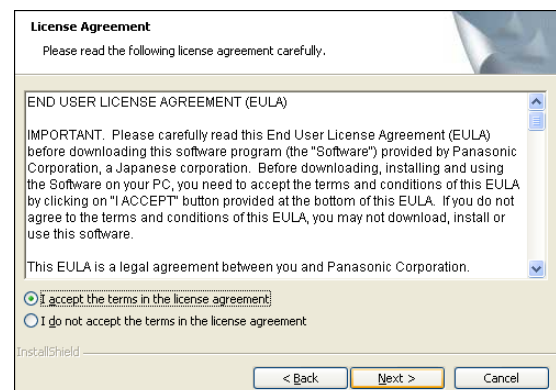 License Agreement
Please read the following license agreement carefully.
END USER LICENSE AGREEMENT (EULA)
IMPORTANT. Please carefully read this End User License Agreement (EULA)
before downloading this software program (the "Software") provided by Panasonic
Corporation, a Japanese corporation. Before downloading, installing and using
the Software on your PC, you need to accept the terms and conditions of this EULA
by clicking on "I ACCEPT" button provided at the bottom of this EULA. If you do not
agree to the terms and conditions of this EULA, you may not download, install or
use this software.
This EULA is a legal agreement between you and Panasonic Corporation.
I accept the terms in the license agreement
I do not accept the terms in the license agreement
InstallShield
< Back Next > Cancel